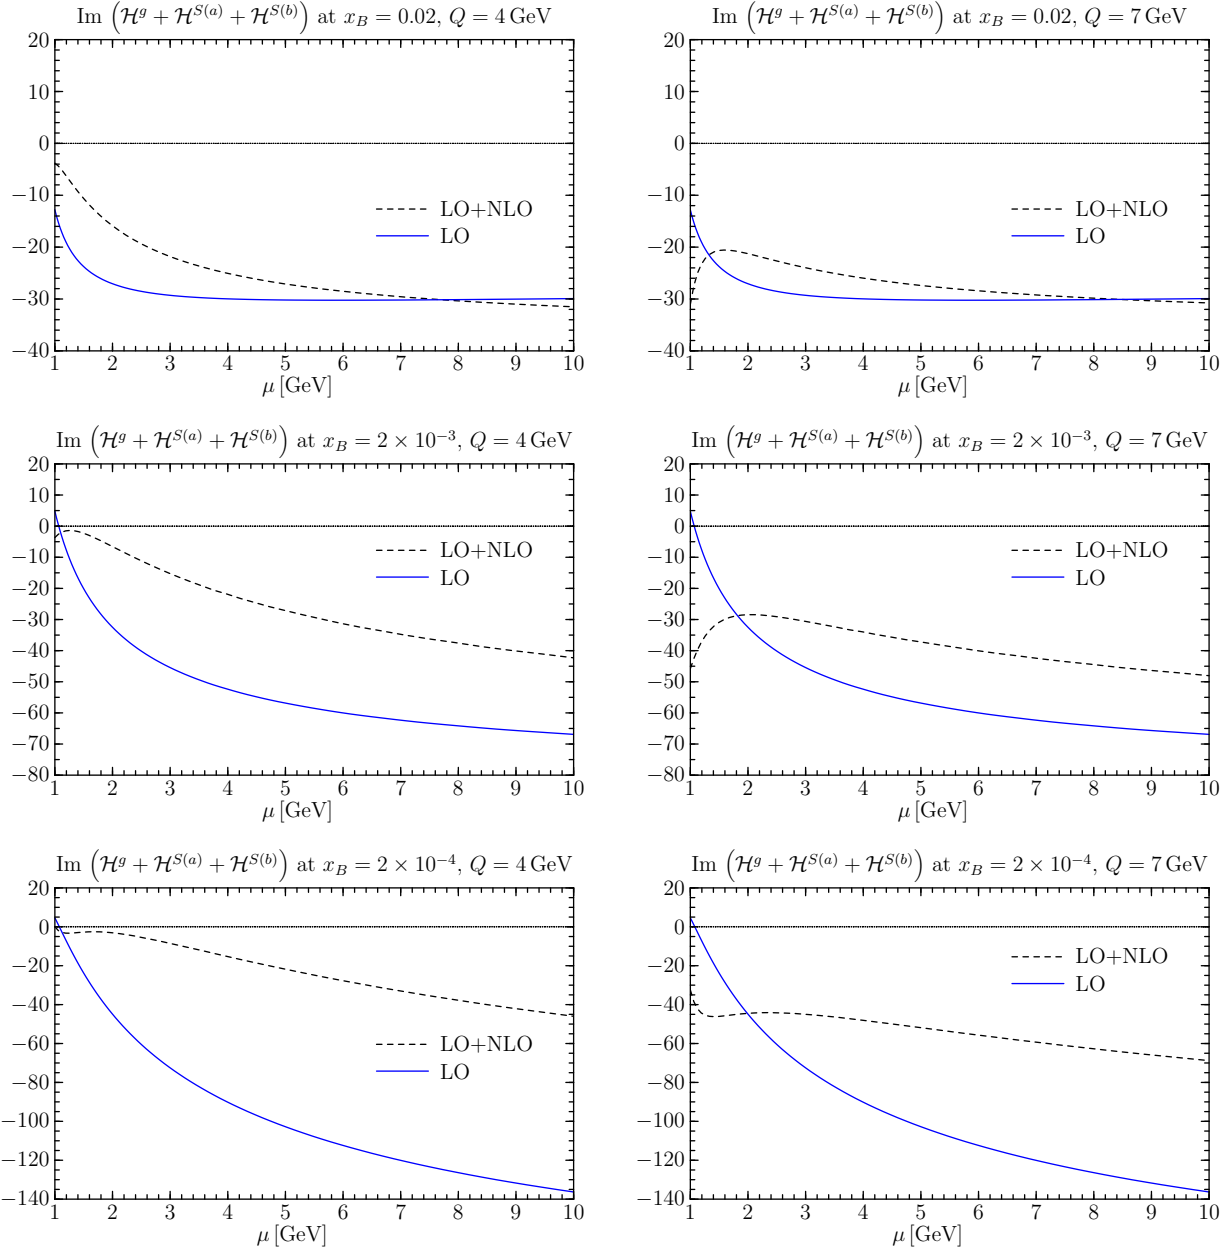 Im (ℋ^g + ℋ^{S(a)} + ℋ^{S(b)}) at x_B = 0.02, Q = 4 GeV
20
10
0
−10
−20
−30
−40
LO+NLO
LO
1 2 3 4 5 6 7 8 9 10
μ [GeV]
Im (ℋ^g + ℋ^{S(a)} + ℋ^{S(b)}) at x_B = 0.02, Q = 7 GeV
20
10
0
−10
−20
−30
−40
LO+NLO
LO
1 2 3 4 5 6 7 8 9 10
μ [GeV]
Im (ℋ^g + ℋ^{S(a)} + ℋ^{S(b)}) at x_B = 2 × 10^{−3}, Q = 4 GeV
20
10
0
−10
−20
−30
−40
−50
−60
−70
−80
LO+NLO
LO
1 2 3 4 5 6 7 8 9 10
μ [GeV]
Im (ℋ^g + ℋ^{S(a)} + ℋ^{S(b)}) at x_B = 2 × 10^{−3}, Q = 7 GeV
20
10
0
−10
−20
−30
−40
−50
−60
−70
−80
LO+NLO
LO
1 2 3 4 5 6 7 8 9 10
μ [GeV]
Im (ℋ^g + ℋ^{S(a)} + ℋ^{S(b)}) at x_B = 2 × 10^{−4}, Q = 4 GeV
20
0
−20
−40
−60
−80
−100
−120
−140
LO+NLO
LO
1 2 3 4 5 6 7 8 9 10
μ [GeV]
Im (ℋ^g + ℋ^{S(a)} + ℋ^{S(b)}) at x_B = 2 × 10^{−4}, Q = 7 GeV
20
0
−20
−40
−60
−80
−100
−120
−140
LO+NLO
LO
1 2 3 4 5 6 7 8 9 10
μ [GeV]